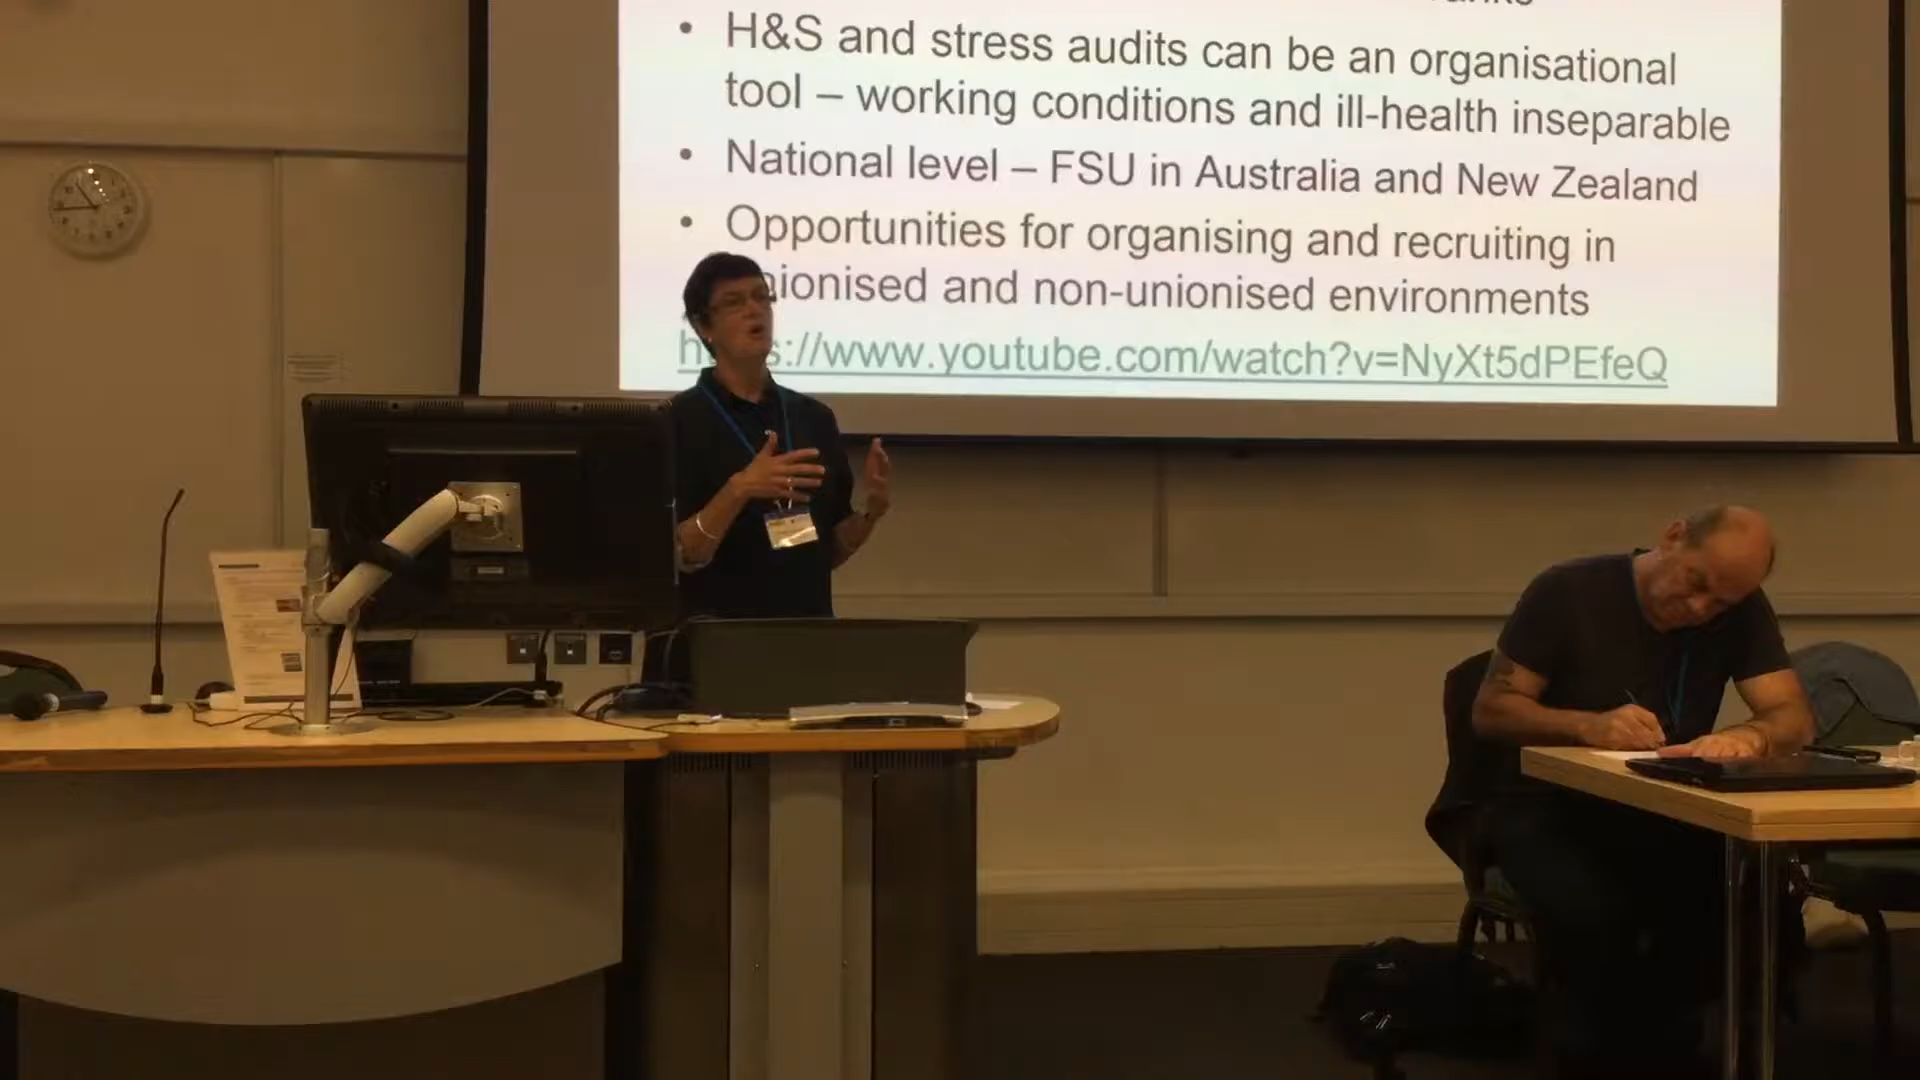 • H&S and stress audits can be an organisational
tool – working conditions and ill-health inseparable
• National level – FSU in Australia and New Zealand
• Opportunities for organising and recruiting in
ionised and non-unionised environments
h s://www.youtube.com/watch?v=NyXt5dPEfeQ